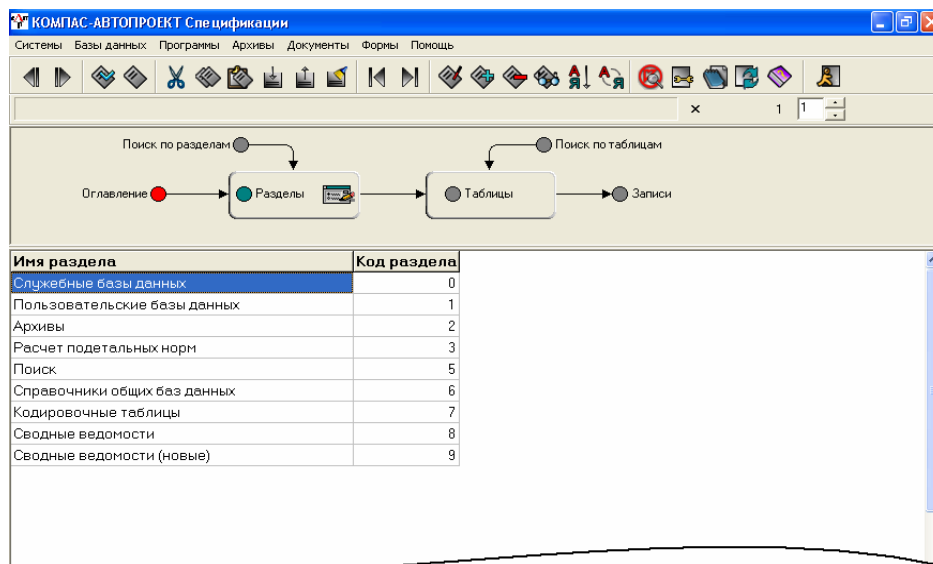 КОМПАС-АВТОПРОЕКТ Спецификации
Системы Базы данных Программы Архивы Документы Формы Помощь
1 1
Поиск по разделам Поиск по таблицам
Оглавление Разделы Таблицы Записи
Имя раздела Код раздела
Служебные базы данных 0
Пользовательские базы данных 1
Архивы 2
Расчет подетальных норм 3
Поиск 5
Справочники общих баз данных 6
Кодировочные таблицы 7
Сводные ведомости 8
Сводные ведомости (новые) 9